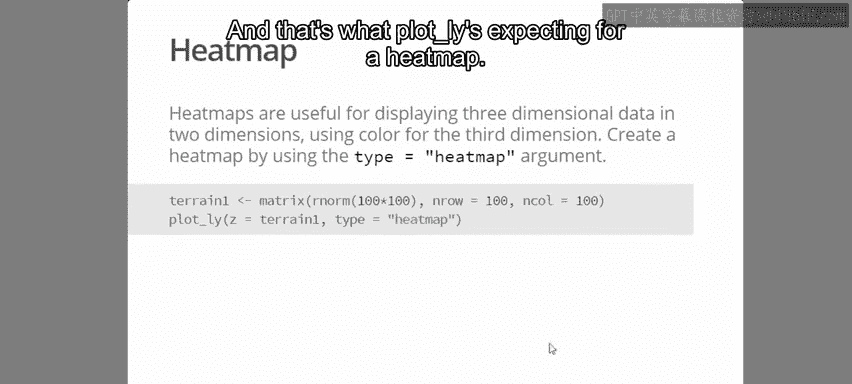 And that's what plot_ly's expecting for
a heatmap.
Heatmap
Heatmaps are useful for displaying three dimensional data in
two dimensions, using color for the third dimension. Create a
heatmap by using the type = "heatmap" argument.
terrain1 <- matrix(rnorm(100*100), nrow = 100, ncol = 100)
plot_ly(z = terrain1, type = "heatmap")